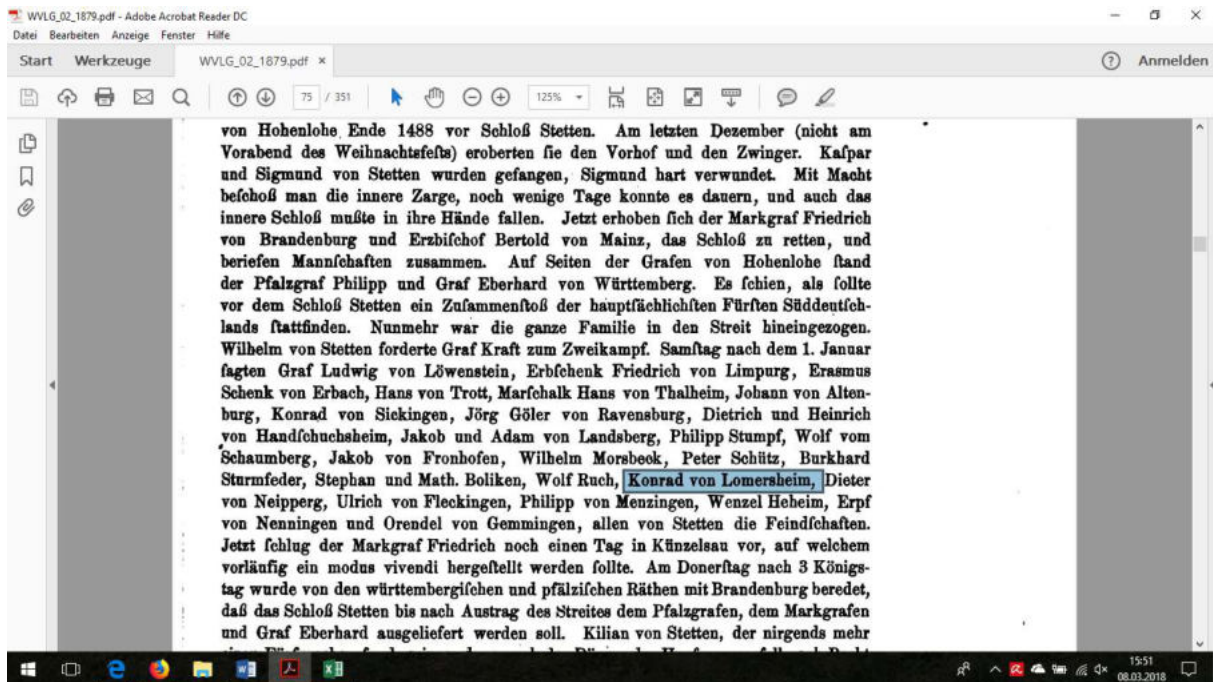 WVLG_02_1879.pdf - Adobe Acrobat Reader DC
Datei Bearbeiten Anzeige Fenster Hilfe
Start Werkzeuge WVLG_02_1879.pdf × Anmelden
75 / 351 125%
von Hohenlohe Ende 1488 vor Schloß Stetten. Am letzten Dezember (nicht am
Vorabend des Weihnachtsfeſts) eroberten ſie den Vorhof und den Zwinger. Kaſpar
und Sigmund von Stetten wurden gefangen, Sigmund hart verwundet. Mit Macht
beſchoß man die innere Zarge, noch wenige Tage konnte es dauern, und auch das
innere Schloß mußte in ihre Hände fallen. Jetzt erhoben ſich der Markgraf Friedrich
von Brandenburg und Erzbiſchof Bertold von Mainz, das Schloß zu retten, und
beriefen Mannſchaften zusammen. Auf Seiten der Grafen von Hohenlohe ſtand
der Pfalzgraf Philipp und Graf Eberhard von Württemberg. Es ſchien, als ſollte
vor dem Schloß Stetten ein Zuſammenſtoß der hauptſächlichſten Fürſten Süddeutſch-
lands ſtattfinden. Nunmehr war die ganze Familie in den Streit hineingezogen.
Wilhelm von Stetten forderte Graf Kraft zum Zweikampf. Samſtag nach dem 1. Januar
ſagten Graf Ludwig von Löwenstein, Erbſchenk Friedrich von Limpurg, Erasmus
Schenk von Erbach, Hans von Trott, Marſchalk Hans von Thalheim, Johann von Alten-
burg, Konrad von Sickingen, Jörg Göler von Ravensburg, Dietrich und Heinrich
von Handſchuchsheim, Jakob und Adam von Landsberg, Philipp Stumpf, Wolf vom
Schaumberg, Jakob von Fronhofen, Wilhelm Morsbeck, Peter Schütz, Burkhard
Sturmfeder, Stephan und Math. Boliken, Wolf Ruch, Konrad von Lomersheim, Dieter
von Neipperg, Ulrich von Fleckingen, Philipp von Menzingen, Wenzel Heheim, Erpf
von Nenningen und Orendel von Gemmingen, allen von Stetten die Feindſchaften.
Jetzt ſchlug der Markgraf Friedrich noch einen Tag in Künzelsau vor, auf welchem
vorläufig ein modus vivendi hergeſtellt werden ſollte. Am Donerſtag nach 3 Königs-
tag wurde von den württembergiſchen und pfälziſchen Räthen mit Brandenburg beredet,
daß das Schloß Stetten bis nach Austrag des Streites dem Pfalzgrafen, dem Markgrafen
und Graf Eberhard ausgeliefert werden soll. Kilian von Stetten, der nirgends mehr
15:51
08.03.2018